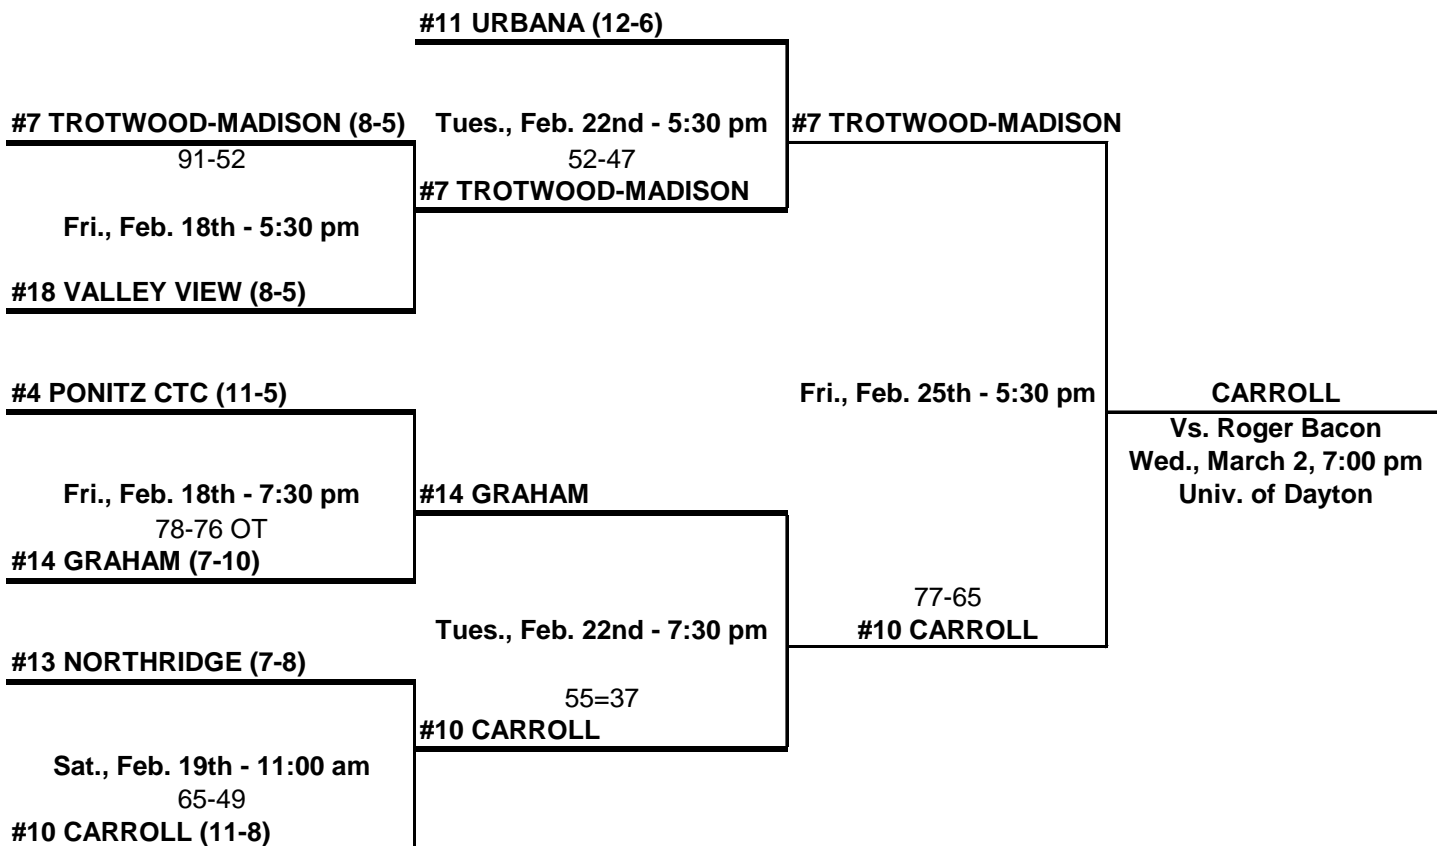 #11 URBANA (12-6)
#7 TROTWOOD-MADISON (8-5)
Tues., Feb. 22nd - 5:30 pm
#7 TROTWOOD-MADISON
91-52
52-47
#7 TROTWOOD-MADISON
Fri., Feb. 18th - 5:30 pm
#18 VALLEY VIEW (8-5)
#4 PONITZ CTC (11-5)
Fri., Feb. 25th - 5:30 pm
CARROLL
Vs. Roger Bacon
Wed., March 2, 7:00 pm
Fri., Feb. 18th - 7:30 pm
#14 GRAHAM
Univ. of Dayton
78-76 OT
#14 GRAHAM (7-10)
77-65
Tues., Feb. 22nd - 7:30 pm
#10 CARROLL
#13 NORTHRIDGE (7-8)
55=37
#10 CARROLL
Sat., Feb. 19th - 11:00 am
65-49
#10 CARROLL (11-8)